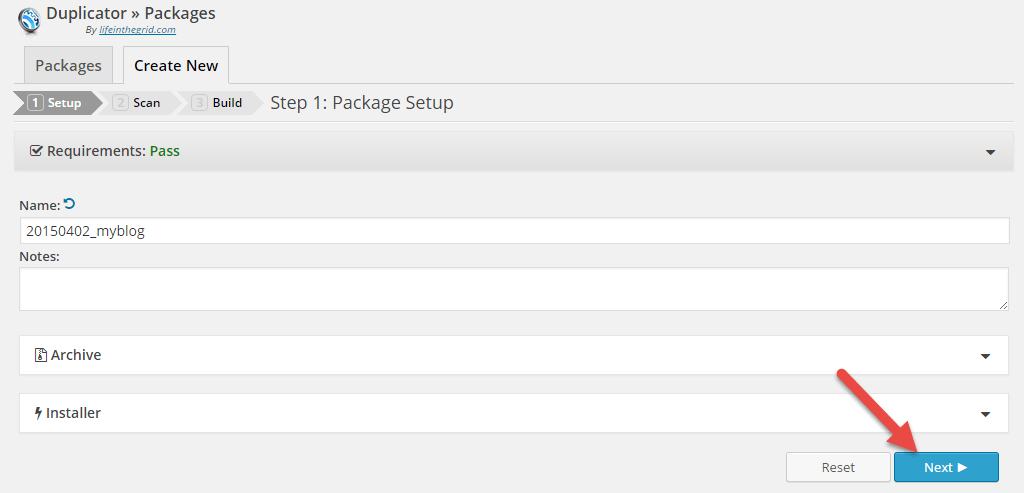 Duplicator » Packages
By lifeinthegrid.com
Packages Create New
1 Setup 2 Scan 3 Build Step 1: Package Setup
Requirements: Pass
Name:
20150402_myblog
Notes:
Archive
Installer
Reset Next